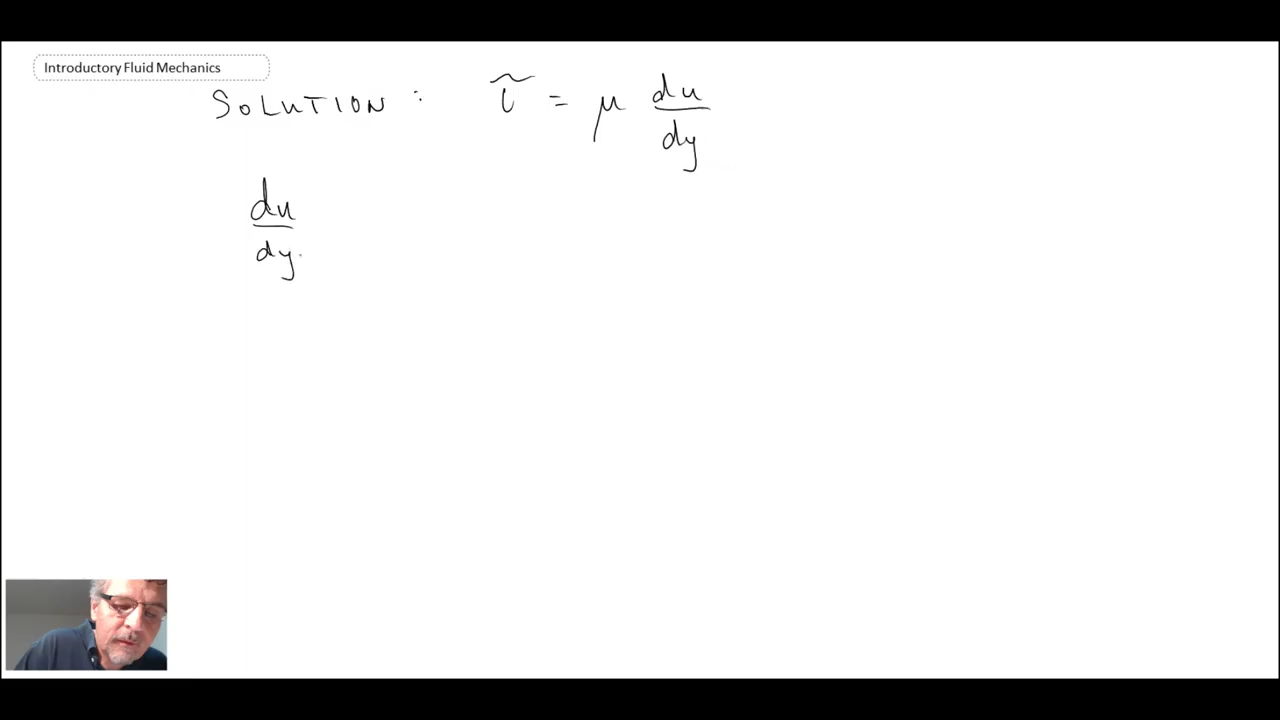 Introductory Fluid Mechanics
SOLUTION : τ = μ du/dy
du/dy